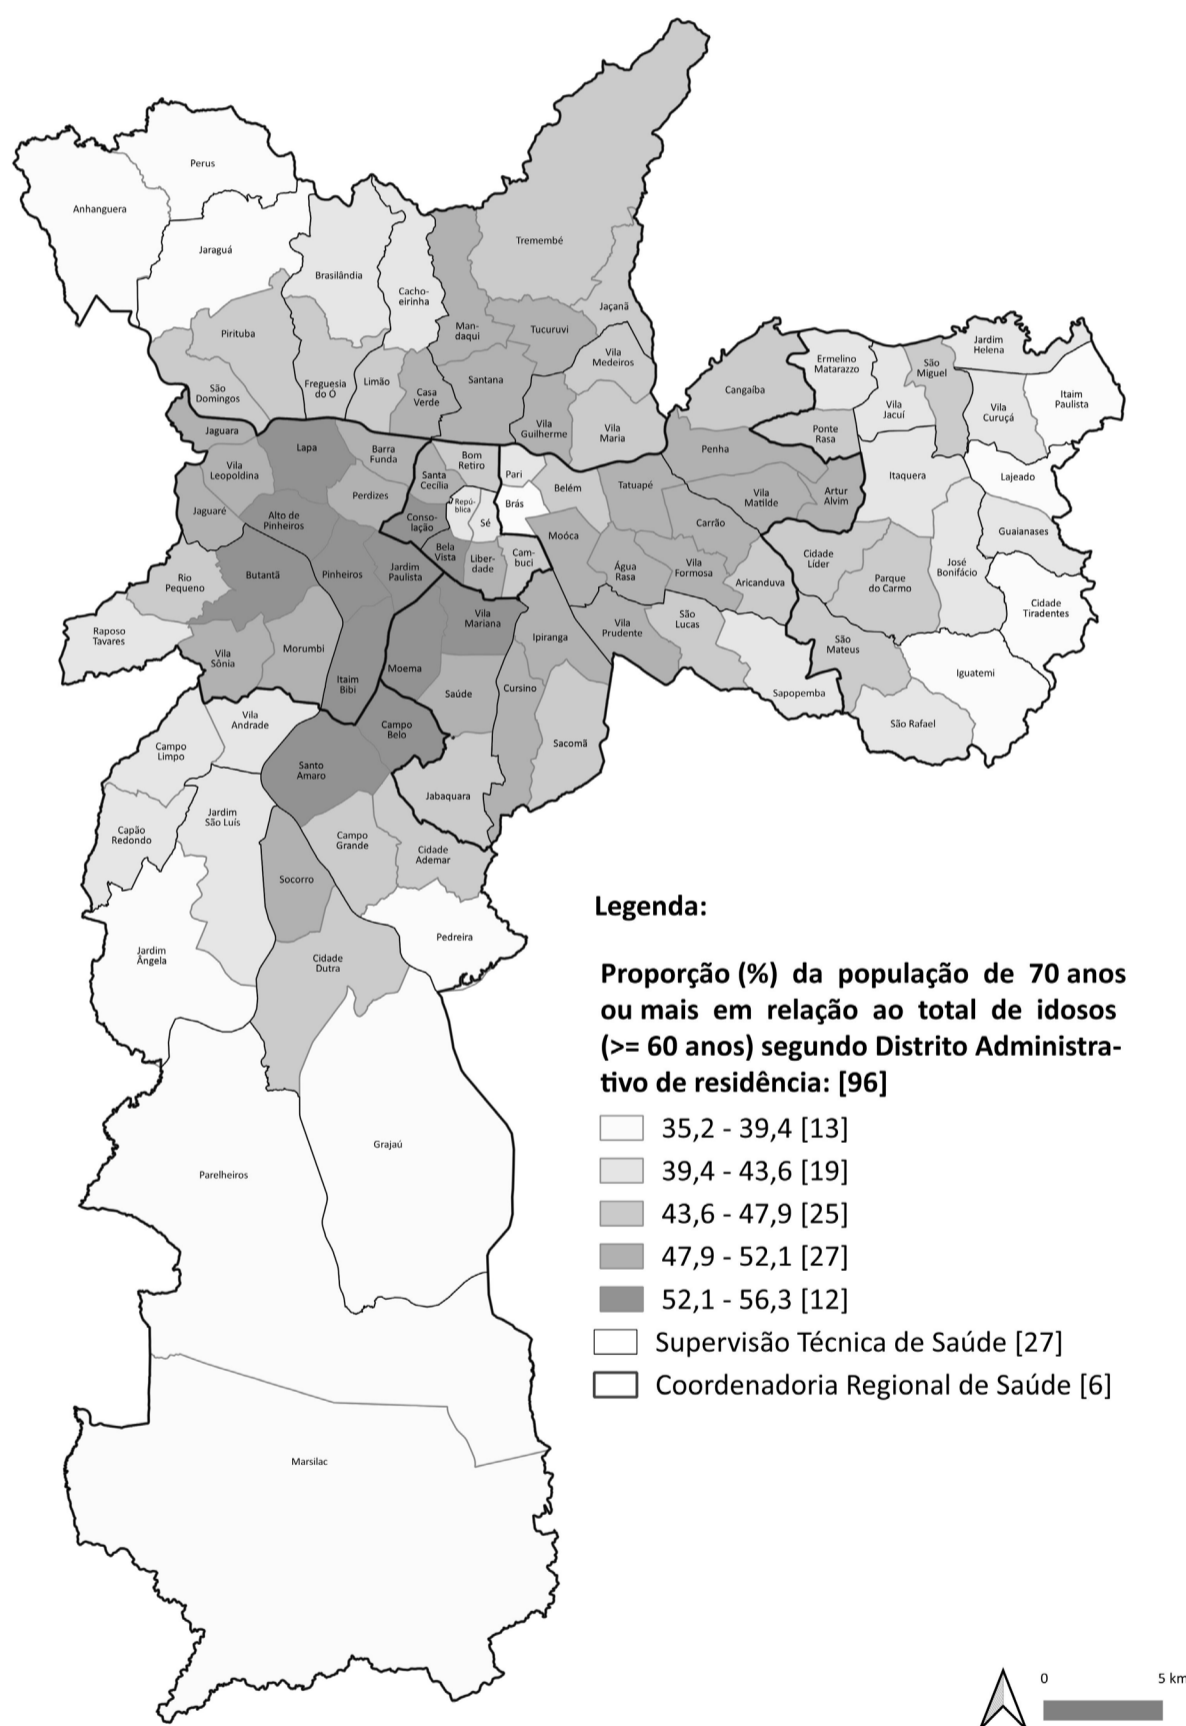 Perus
Anhanguera
Jaraguá
Brasilândia
Cacho-
eirinha
Tremembé
Jaçanã
Man-
daqui
Tucuruvi
Pirituba
Vila
Medeiros
São
Domingos
Freguesia
do Ó
Limão
Casa
Verde
Santana
Vila
Guilherme
Vila
Maria
Cangaíba
Ermelino
Matarazzo
São
Miguel
Jardim
Helena
Vila
Jacuí
Vila
Curuçá
Itaim
Paulista
Ponte
Rasa
Penha
Itaquera
Lajeado
Jaguara
Lapa
Barra
Funda
Bom
Retiro
Pari
Vila
Leopoldina
Perdizes
Santa
Cecília
Belém
Tatuapé
Vila
Matilde
Artur
Alvim
Jaguaré
Alto de
Pinheiros
Conso-
lação
Repú-
blica
Sé
Brás
Carrão
Guaianases
Moóca
Bela
Vista
Liber-
dade
Cam-
buci
Rio
Pequeno
Butantã
Pinheiros
Jardim
Paulista
Água
Rasa
Vila
Formosa
Aricanduva
Cidade
Líder
Parque
do Carmo
José
Bonifácio
Cidade
Tiradentes
Raposo
Tavares
Vila
Sônia
Morumbi
Vila
Mariana
Ipiranga
Vila
Prudente
São
Lucas
São
Mateus
Iguatemi
Itaim
Bibi
Moema
Saúde
Cursino
Sapopemba
São Rafael
Vila
Andrade
Campo
Belo
Campo
Limpo
Santo
Amaro
Sacomã
Jabaquara
Capão
Redondo
Jardim
São Luís
Campo
Grande
Cidade
Ademar
Socorro
Jardim
Ângela
Cidade
Dutra
Pedreira
Grajaú
Parelheiros
Marsilac
Legenda:
Proporção (%) da população de 70 anos
ou mais em relação ao total de idosos
(>= 60 anos) segundo Distrito Administra-
tivo de residência: [96]
35,2 - 39,4 [13]
39,4 - 43,6 [19]
43,6 - 47,9 [25]
47,9 - 52,1 [27]
52,1 - 56,3 [12]
Supervisão Técnica de Saúde [27]
Coordenadoria Regional de Saúde [6]
0 5 km